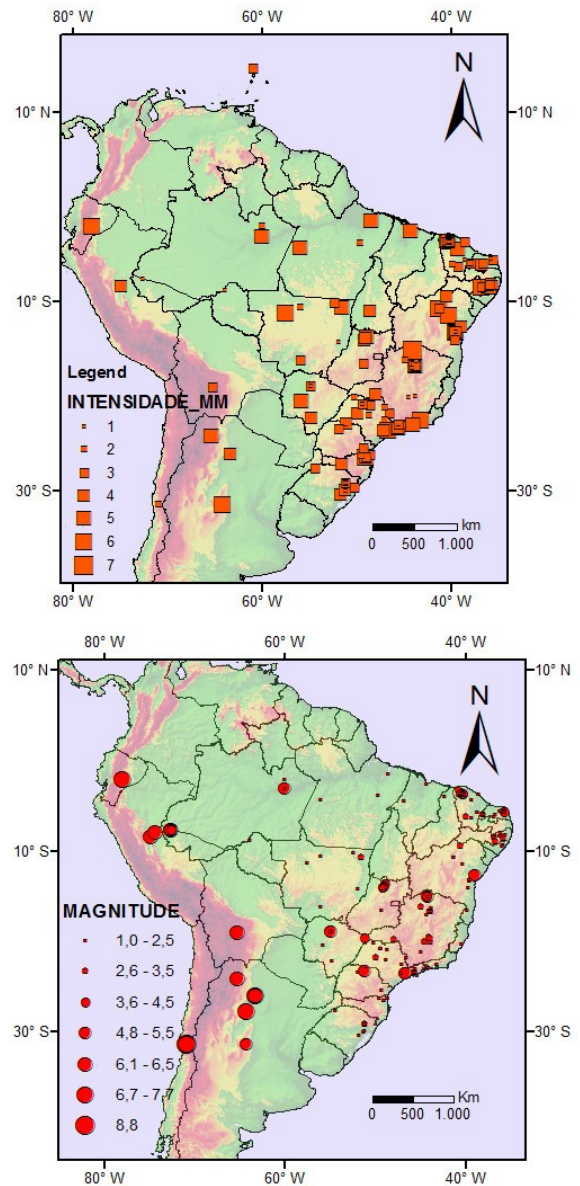 80° W 60° W 40° W
N
10° N 10° N
10° S 10° S
Legend
INTENSIDADE_MM
1
2
3
4
5
6
7
30° S 30° S
km
0 500 1.000
80° W 60° W 40° W
80° W 60° W 40° W
10° N 10° N
N
10° S 10° S
MAGNITUDE
1,0 - 2,5
2,6 - 3,5
3,6 - 4,5
4,8 - 5,5
6,1 - 6,5
6,7 - 7,7
8,8
30° S 30° S
Km
0 500 1.000
80° W 60° W 40° W